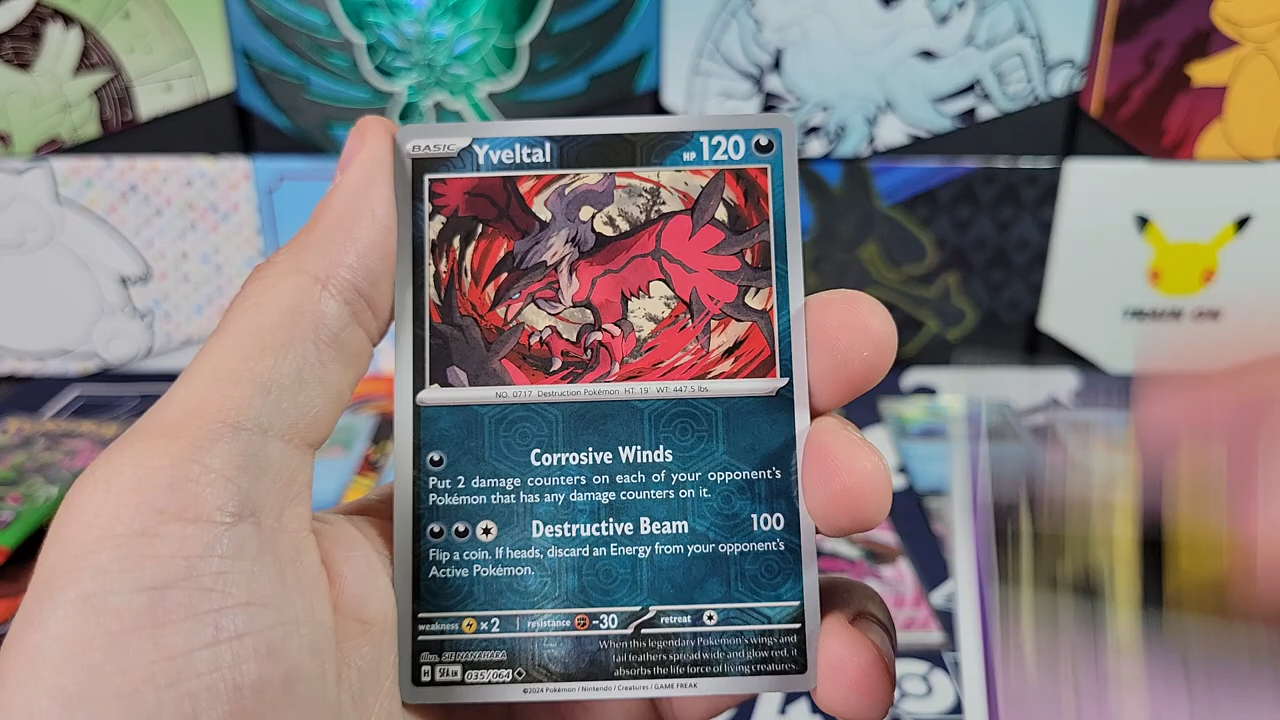 BASIC Yveltal HP 120
NO. 0717 Destruction Pokémon HT: 19' WT: 447.5 lbs.
Corrosive Winds
Put 2 damage counters on each of your opponent's
Pokémon that has any damage counters on it.
Destructive Beam 100
Flip a coin. If heads, discard an Energy from your opponent's
Active Pokémon.
weakness ×2 resistance -30 retreat
When this legendary Pokémon's wings and
tail feathers spread wide and glow red, it
absorbs the life force of living creatures.
Illus. SIE NANAHARA
H SFA EN 035/064
©2024 Pokémon / Nintendo / Creatures / GAME FREAK